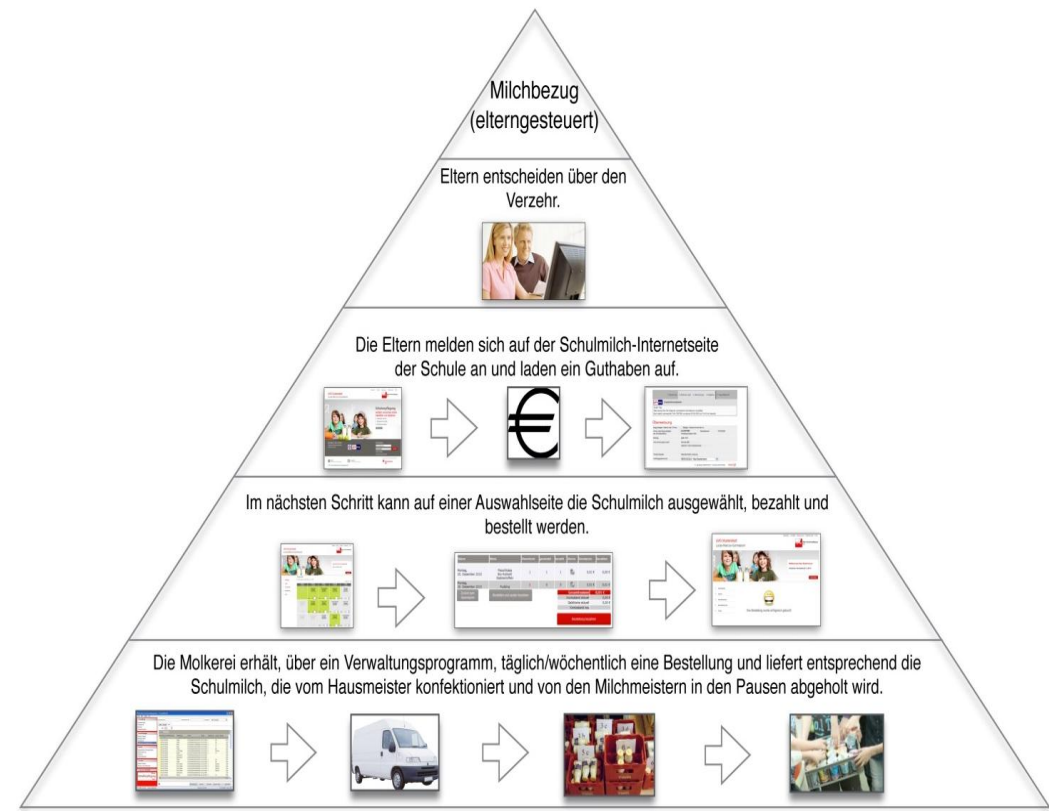 Milchbezug
(elterngesteuert)
Eltern entscheiden über den
Verzehr.
Die Eltern melden sich auf der Schulmilch-Internetseite
der Schule an und laden ein Guthaben auf.
€
Im nächsten Schritt kann auf einer Auswahlseite die Schulmilch ausgewählt, bezahlt und
bestellt werden.
Die Molkerei erhält, über ein Verwaltungsprogramm, täglich/wöchentlich eine Bestellung und liefert entsprechend die
Schulmilch, die vom Hausmeister konfektioniert und von den Milchmeistern in den Pausen abgeholt wird.